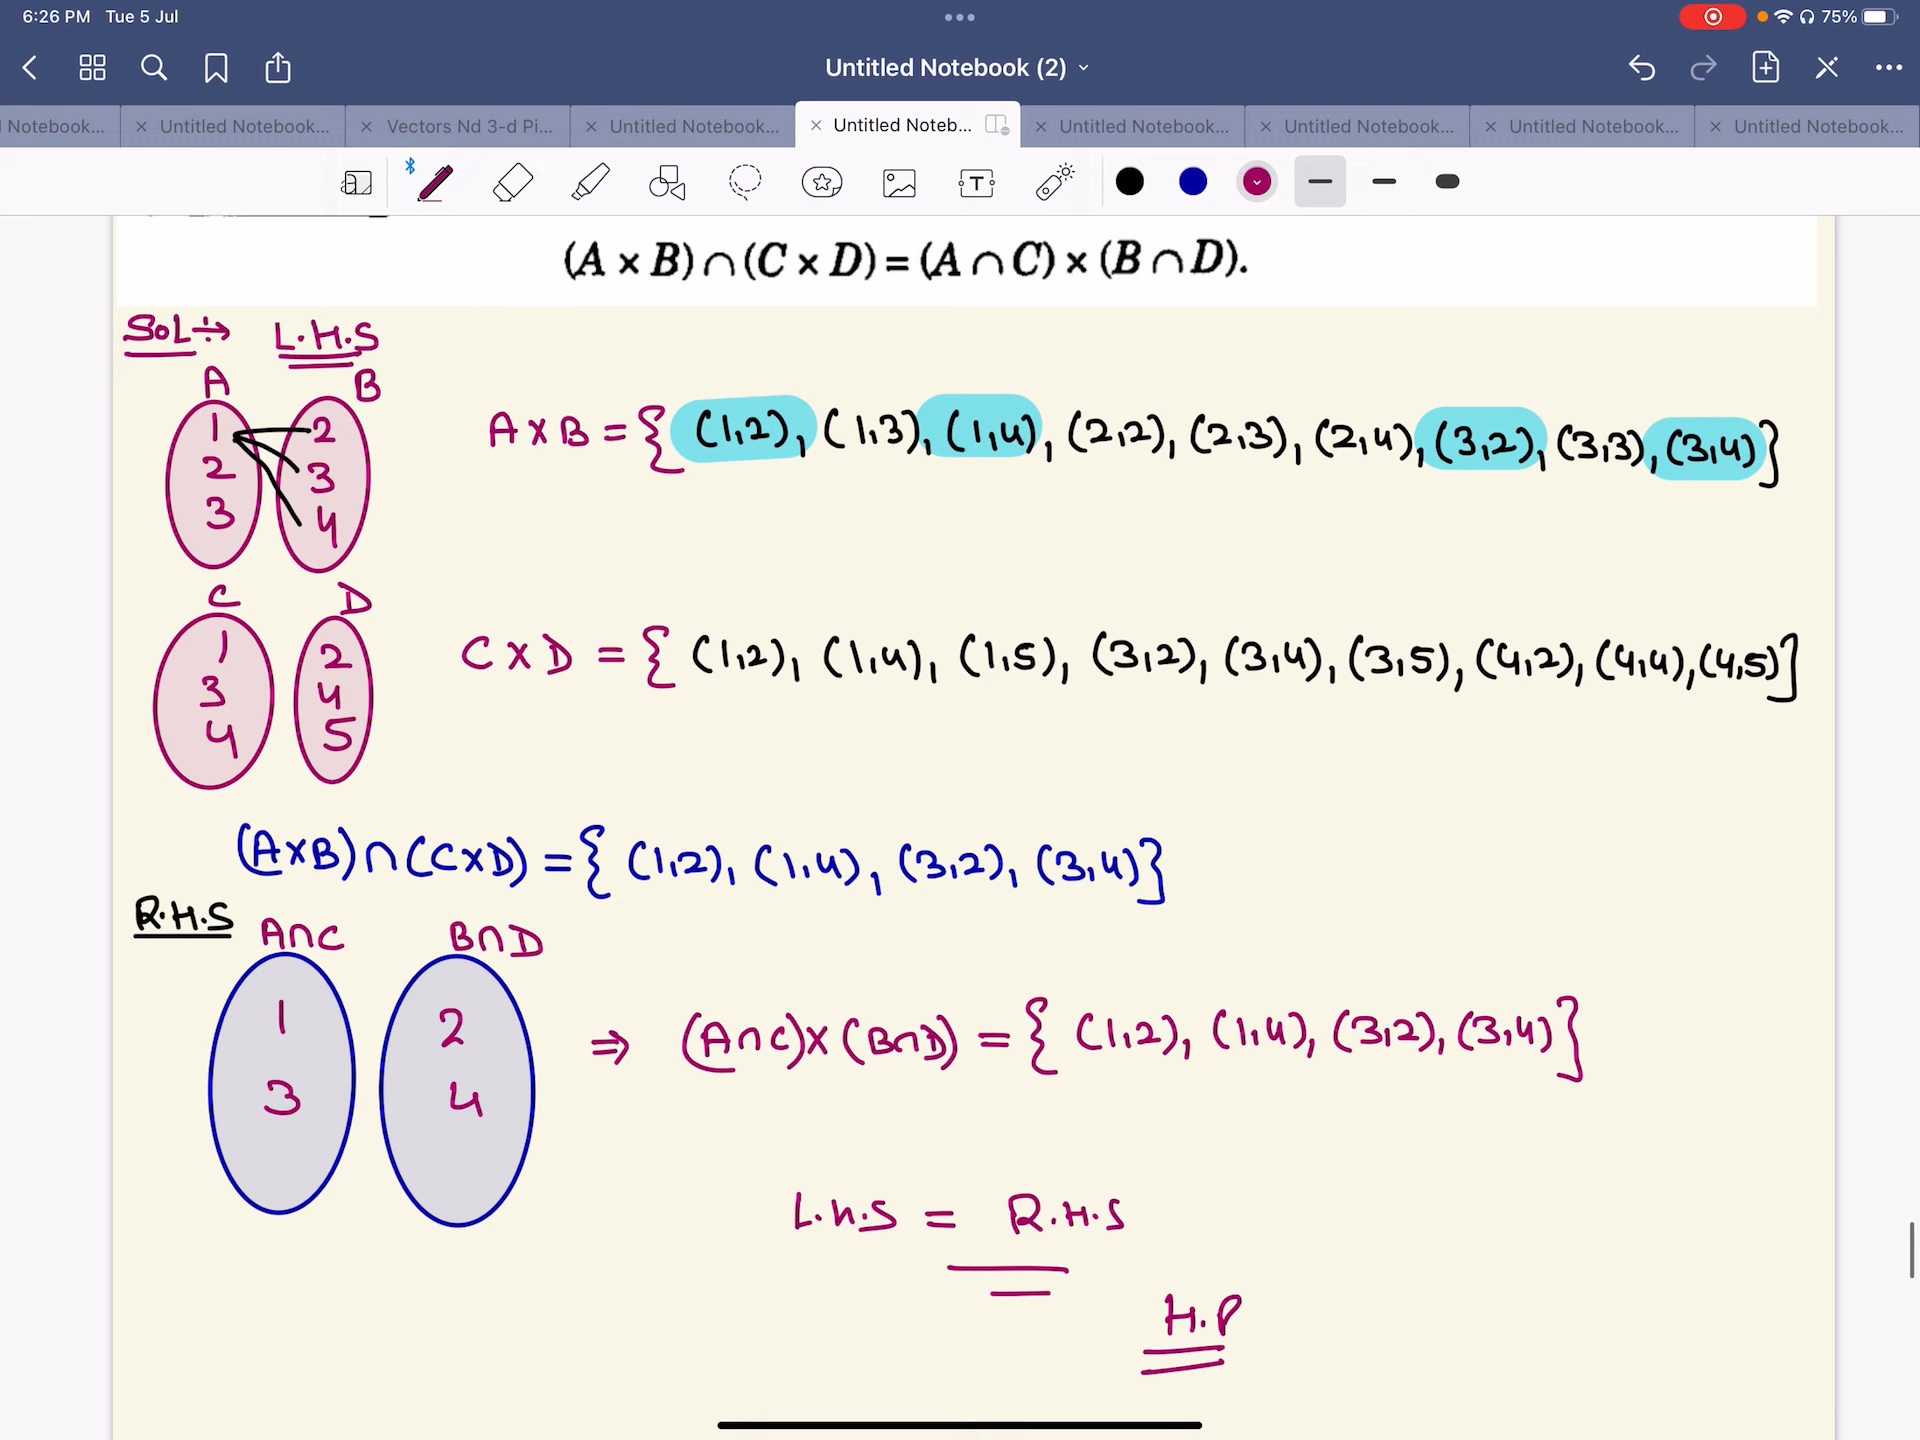 6:26 PM Tue 5 Jul
75%
Untitled Notebook (2)
l Notebook... Untitled Notebook... Vectors Nd 3-d Pi... Untitled Notebook... Untitled Noteb... Untitled Notebook... Untitled Notebook... Untitled Notebook... Untitled Notebook...
(A × B) ∩ (C × D) = (A ∩ C) × (B ∩ D).
SOL ÷→ L.H.S
A B
1 2
2 3
3 4
A × B = { (1,2), (1,3), (1,4), (2,2), (2,3), (2,4), (3,2), (3,3), (3,4) }
C D
1 2
3 4
4 5
C × D = { (1,2), (1,4), (1,5), (3,2), (3,4), (3,5), (4,2), (4,4), (4,5) }
(A×B)∩(C×D) = { (1,2), (1,4), (3,2), (3,4) }
R.H.S A∩C B∩D
1 2
3 4
⇒ (A∩C)×(B∩D) = { (1,2), (1,4), (3,2), (3,4) }
L.H.S = R.H.S
H.P